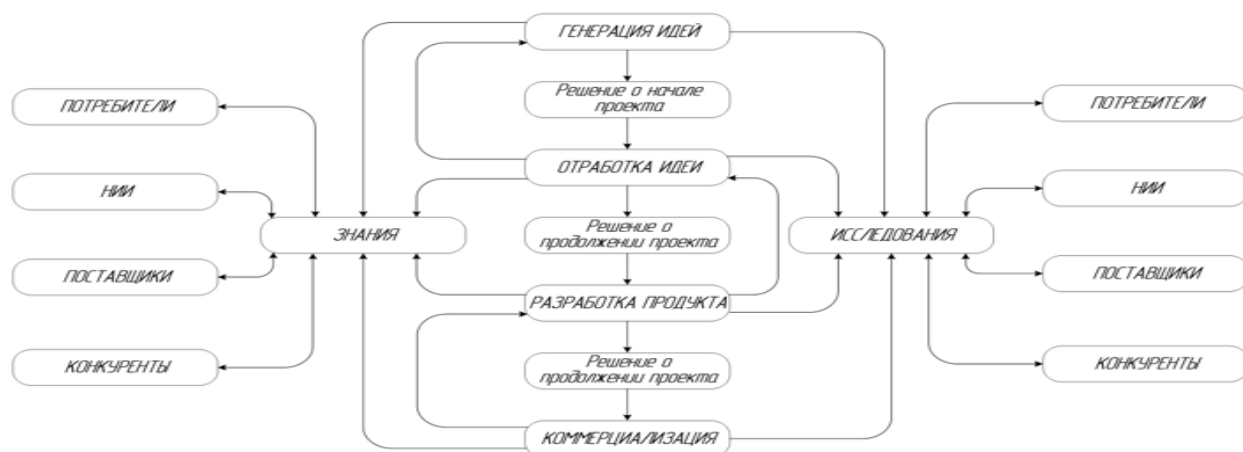 ГЕНЕРАЦИЯ ИДЕЙ
Решение о начале
проекта
ОТРАБОТКА ИДЕИ
Решение о
продолжении проекта
РАЗРАБОТКА ПРОДУКТА
Решение о
продолжении проекта
КОММЕРЦИАЛИЗАЦИЯ
ПОТРЕБИТЕЛИ
НИИ
ПОСТАВЩИКИ
КОНКУРЕНТЫ
ЗНАНИЯ
ИССЛЕДОВАНИЯ
ПОТРЕБИТЕЛИ
НИИ
ПОСТАВЩИКИ
КОНКУРЕНТЫ